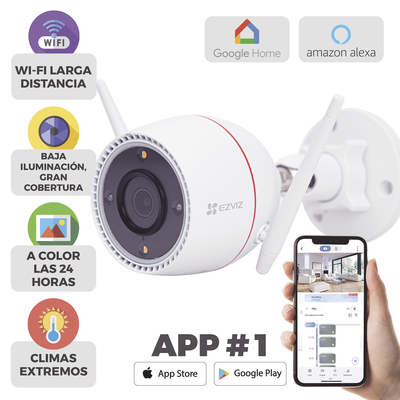 WiFi
WI-FI LARGA
DISTANCIA
BAJA
ILUMINACIÓN,
GRAN
COBERTURA
A COLOR
LAS 24
HORAS
CLIMAS
EXTREMOS
Google Home
amazon alexa
EZVIZ
APP #1
App Store
Google Play